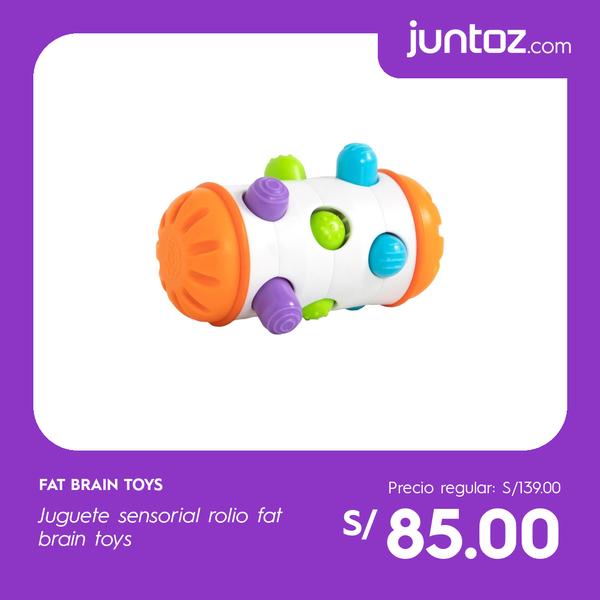 juntoz.com
FAT BRAIN TOYS
Juguete sensorial rolio fat
brain toys
Precio regular: S/139.00
S/ 85.00